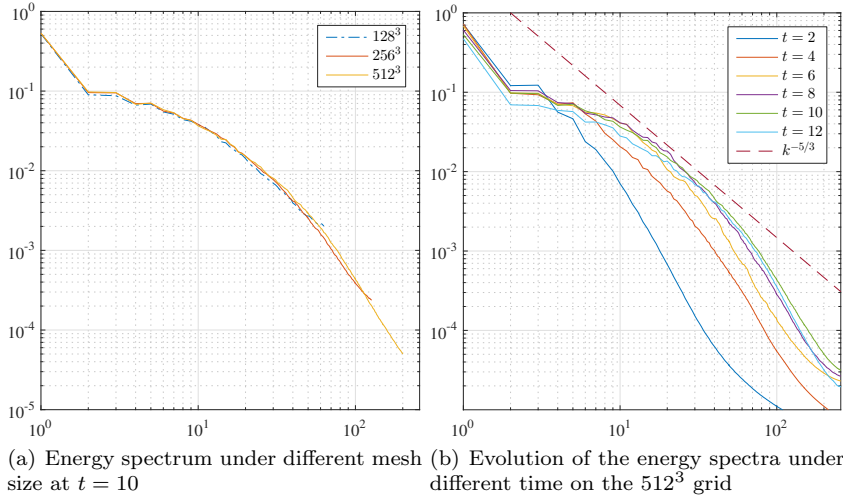 10^0
10^-1
10^-2
10^-3
10^-4
10^-5
10^0
10^1
10^2
128^3
256^3
512^3
(a) Energy spectrum under different mesh
size at t = 10
10^0
10^-1
10^-2
10^-3
10^-4
10^0
10^1
10^2
t = 2
t = 4
t = 6
t = 8
t = 10
t = 12
k^-5/3
(b) Evolution of the energy spectra under
different time on the 512^3 grid